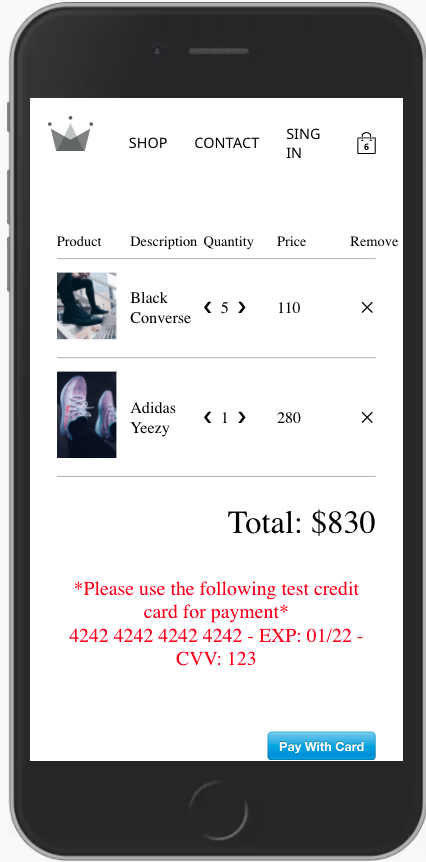 SHOP CONTACT SING
IN
6
Product Description Quantity Price Remove
Black
Converse
❮ 5 ❯ 110 ✕
Adidas
Yeezy
❮ 1 ❯ 280 ✕
Total: $830
*Please use the following test credit
card for payment*
4242 4242 4242 4242 - EXP: 01/22 -
CVV: 123
Pay With Card